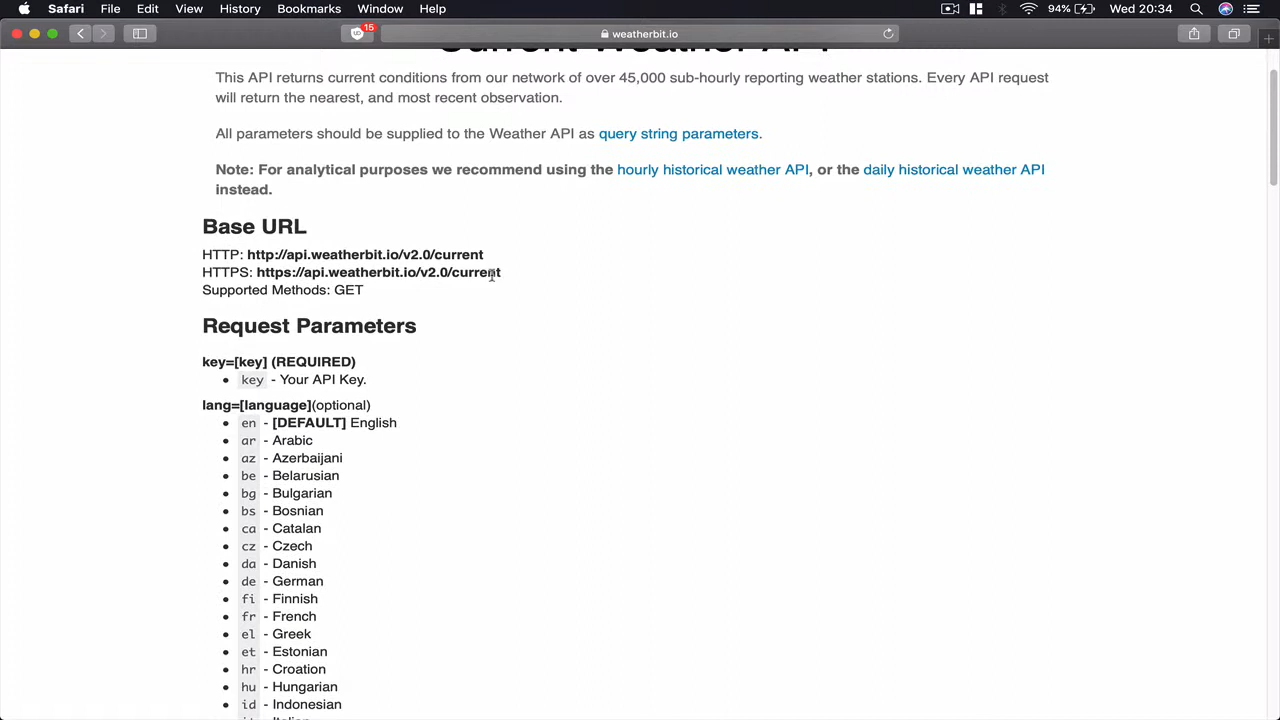 Safari File Edit View History Bookmarks Window Help 94% Wed 20:34
15 weatherbit.io
Current Weather API
This API returns current conditions from our network of over 45,000 sub-hourly reporting weather stations. Every API request
will return the nearest, and most recent observation.
All parameters should be supplied to the Weather API as query string parameters.
Note: For analytical purposes we recommend using the hourly historical weather API, or the daily historical weather API
instead.
Base URL
HTTP: http://api.weatherbit.io/v2.0/current
HTTPS: https://api.weatherbit.io/v2.0/current
Supported Methods: GET
Request Parameters
key=[key] (REQUIRED)
• key - Your API Key.
lang=[language](optional)
• en - [DEFAULT] English
• ar - Arabic
• az - Azerbaijani
• be - Belarusian
• bg - Bulgarian
• bs - Bosnian
• ca - Catalan
• cz - Czech
• da - Danish
• de - German
• fi - Finnish
• fr - French
• el - Greek
• et - Estonian
• hr - Croation
• hu - Hungarian
• id - Indonesian
• it - Italian